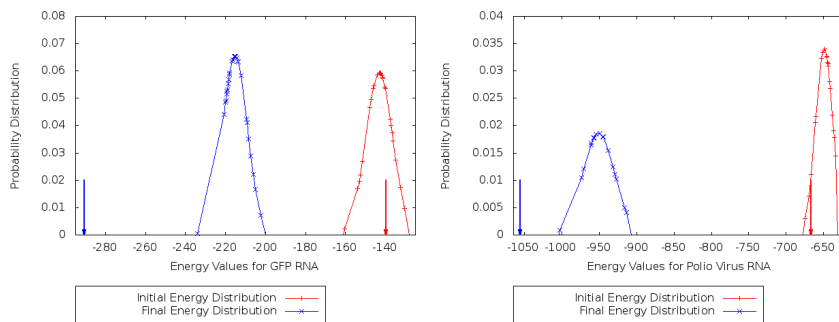 0.08
0.07
0.06
0.05
0.04
0.03
0.02
0.01
0
Probability Distribution
-280 -260 -240 -220 -200 -180 -160 -140
Energy Values for GFP RNA
Initial Energy Distribution
Final Energy Distribution
0.04
0.035
0.03
0.025
0.02
0.015
0.01
0.005
0
Probability Distribution
-1050 -1000 -950 -900 -850 -800 -750 -700 -650
Energy Values for Polio Virus RNA
Initial Energy Distribution
Final Energy Distribution